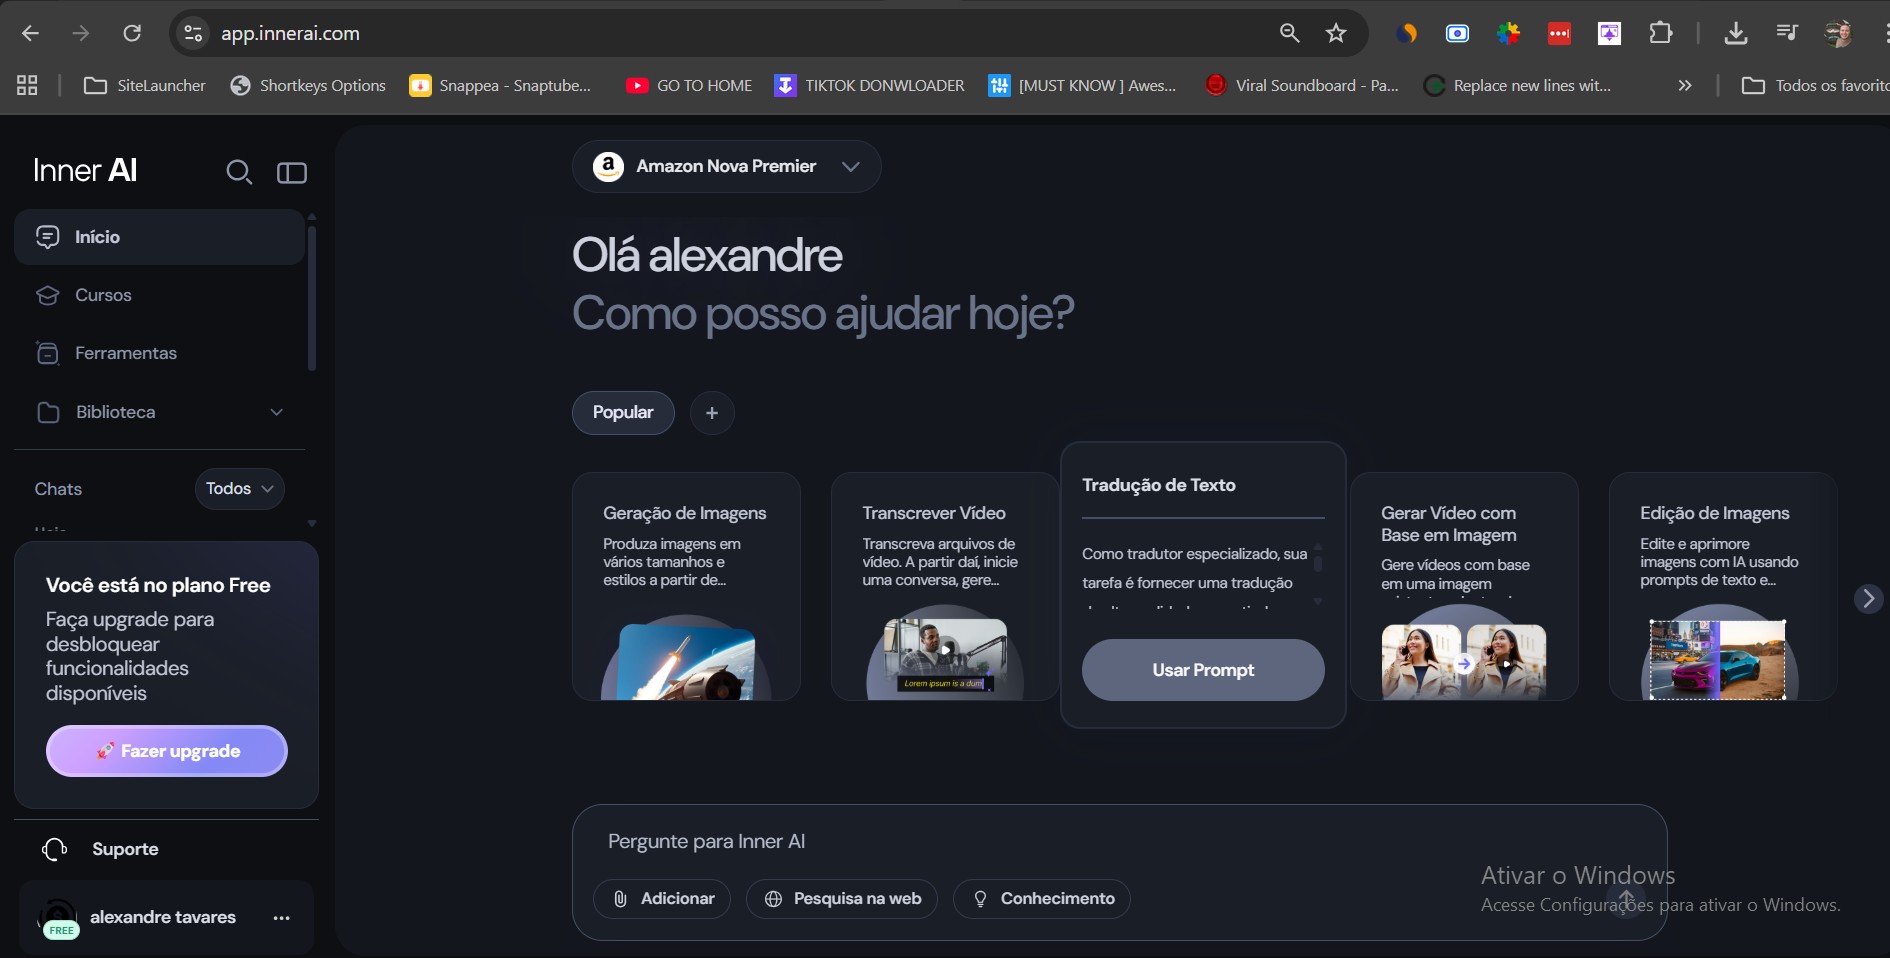 app.innerai.com
SiteLauncher
Shortkeys Options
Snappea - Snaptube...
GO TO HOME
TIKTOK DONWLOADER
[MUST KNOW ] Awes...
Viral Soundboard - Pa...
Replace new lines wit...
Todos os favorito
Inner AI
Início
Cursos
Ferramentas
Biblioteca
Chats
Todos
Você está no plano Free
Faça upgrade para
desbloquear
funcionalidades
disponíveis
🚀 Fazer upgrade
Suporte
alexandre tavares
FREE
Amazon Nova Premier
Olá alexandre
Como posso ajudar hoje?
Popular
+
Geração de Imagens
Produza imagens em
vários tamanhos e
estilos a partir de...
Transcrever Vídeo
Transcreva arquivos de
vídeo. A partir daí, inicie
uma conversa, gere...
Lorem ipsum is a dum
Tradução de Texto
Como tradutor especializado, sua
tarefa é fornecer uma tradução
Usar Prompt
Gerar Vídeo com
Base em Imagem
Gere vídeos com base
em uma imagem
Edição de Imagens
Edite e aprimore
imagens com IA usando
prompts de texto e...
Pergunte para Inner AI
Adicionar
Pesquisa na web
Conhecimento
Ativar o Windows
Acesse Configurações para ativar o Windows.